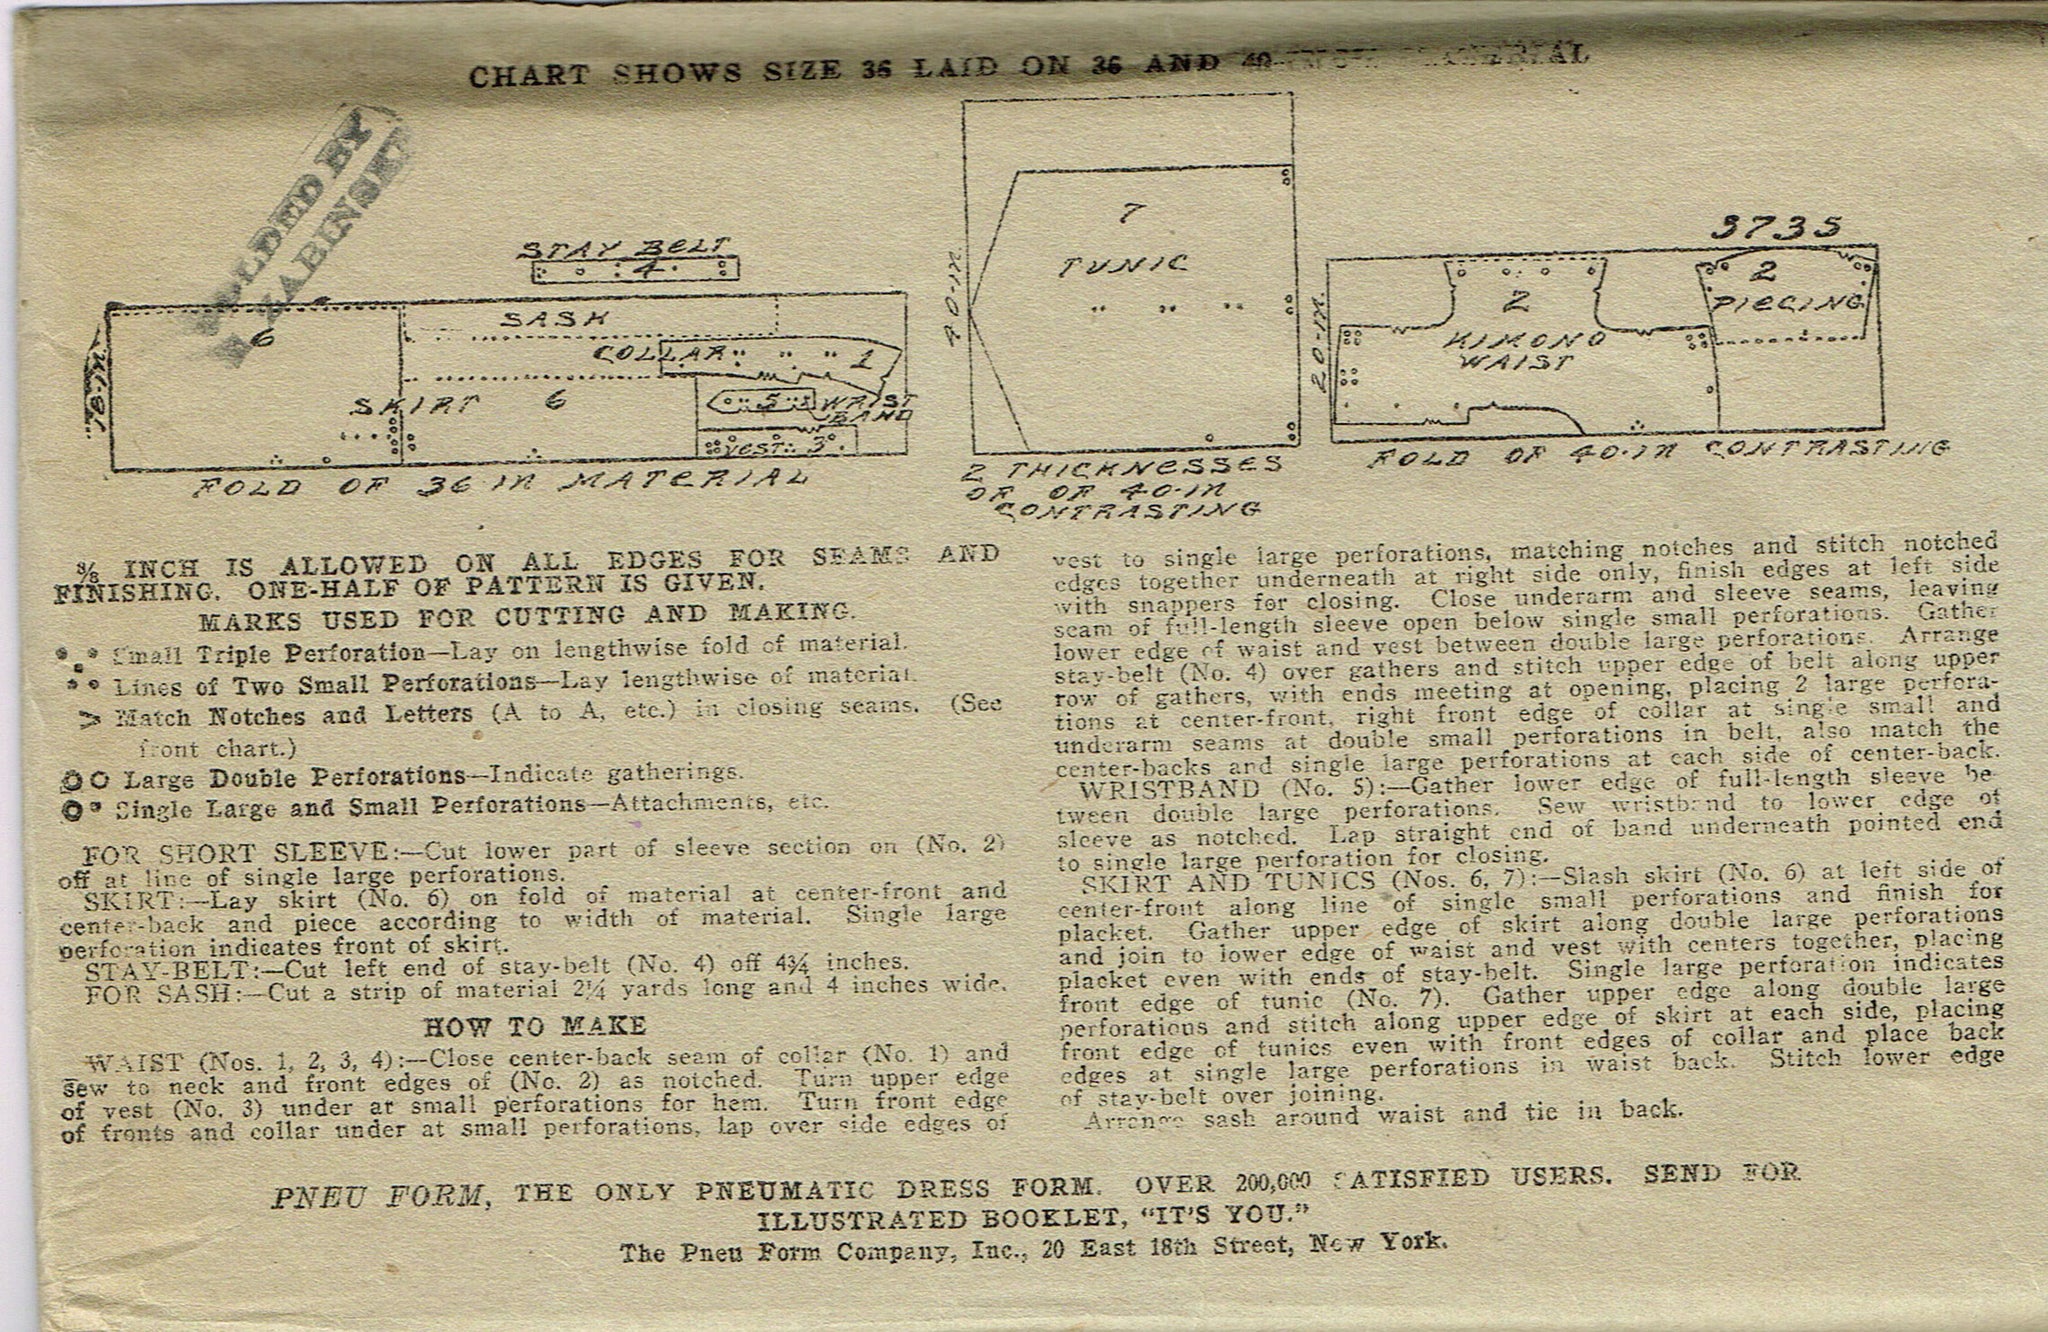 CHART SHOWS SIZE 36 LAID ON 36 AND 40-INCH MATERIAL
FOLDED BY
ZABINSKI
STAY BELT
4
6
SASK
COLLAR
1
SKIRT 6
5 WRIST
BAND
VEST 3
18-IN.
FOLD OF 36 IN MATERIAL
40-IN.
7
TUNIC
2 THICKNESSES
OF OF 40-IN
CONTRASTING
3735
20-IN.
2
KIMONO
WAIST
2
PIECING
FOLD OF 40-IN CONTRASTING
3/8 INCH IS ALLOWED ON ALL EDGES FOR SEAMS AND
FINISHING. ONE-HALF OF PATTERN IS GIVEN.
MARKS USED FOR CUTTING AND MAKING.
Small Triple Perforation—Lay on lengthwise fold of material.
Lines of Two Small Perforations—Lay lengthwise of material.
Match Notches and Letters (A to A, etc.) in closing seams. (See
front chart.)
Large Double Perforations—Indicate gatherings.
Single Large and Small Perforations—Attachments, etc.
FOR SHORT SLEEVE:—Cut lower part of sleeve section on (No. 2)
off at line of single large perforations.
SKIRT:—Lay skirt (No. 6) on fold of material at center-front and
center-back and piece according to width of material. Single large
perforation indicates front of skirt.
STAY-BELT:—Cut left end of stay-belt (No. 4) off 4¾ inches.
FOR SASH:—Cut a strip of material 2¼ yards long and 4 inches wide.
HOW TO MAKE
WAIST (Nos. 1, 2, 3, 4):—Close center-back seam of collar (No. 1) and
sew to neck and front edges of (No. 2) as notched. Turn upper edge
of vest (No. 3) under at small perforations for hem. Turn front edge
of fronts and collar under at small perforations, lap over side edges of
vest to single large perforations, matching notches and stitch notched
edges together underneath at right side only, finish edges at left side
with snappers for closing. Close underarm and sleeve seams, leaving
seam of full-length sleeve open below single small perforations. Gather
lower edge of waist and vest between double large perforations. Arrange
stay-belt (No. 4) over gathers and stitch upper edge of belt along upper
row of gathers, with ends meeting at opening, placing 2 large perfora-
tions at center-front, right front edge of collar at single small and
underarm seams at double small perforations in belt, also match the
center-backs and single large perforations at each side of center-back.
WRISTBAND (No. 5):—Gather lower edge of full-length sleeve be-
tween double large perforations. Sew wristband to lower edge of
sleeve as notched. Lap straight end of band underneath pointed end
to single large perforation for closing.
SKIRT AND TUNICS (Nos. 6, 7):—Slash skirt (No. 6) at left side of
center-front along line of single small perforations and finish for
placket. Gather upper edge of skirt along double large perforations
and join to lower edge of waist and vest with centers together, placing
placket even with ends of stay-belt. Single large perforation indicates
front edge of tunic (No. 7). Gather upper edge along double large
perforations and stitch along upper edge of skirt at each side, placing
front edge of tunics even with front edges of collar and place back
edges at single large perforations in waist back. Stitch lower edge
of stay-belt over joining.
Arrange sash around waist and tie in back.
PNEU FORM, THE ONLY PNEUMATIC DRESS FORM. OVER 200,000 SATISFIED USERS. SEND FOR
ILLUSTRATED BOOKLET, "IT'S YOU."
The Pneu Form Company, Inc., 20 East 18th Street, New York.